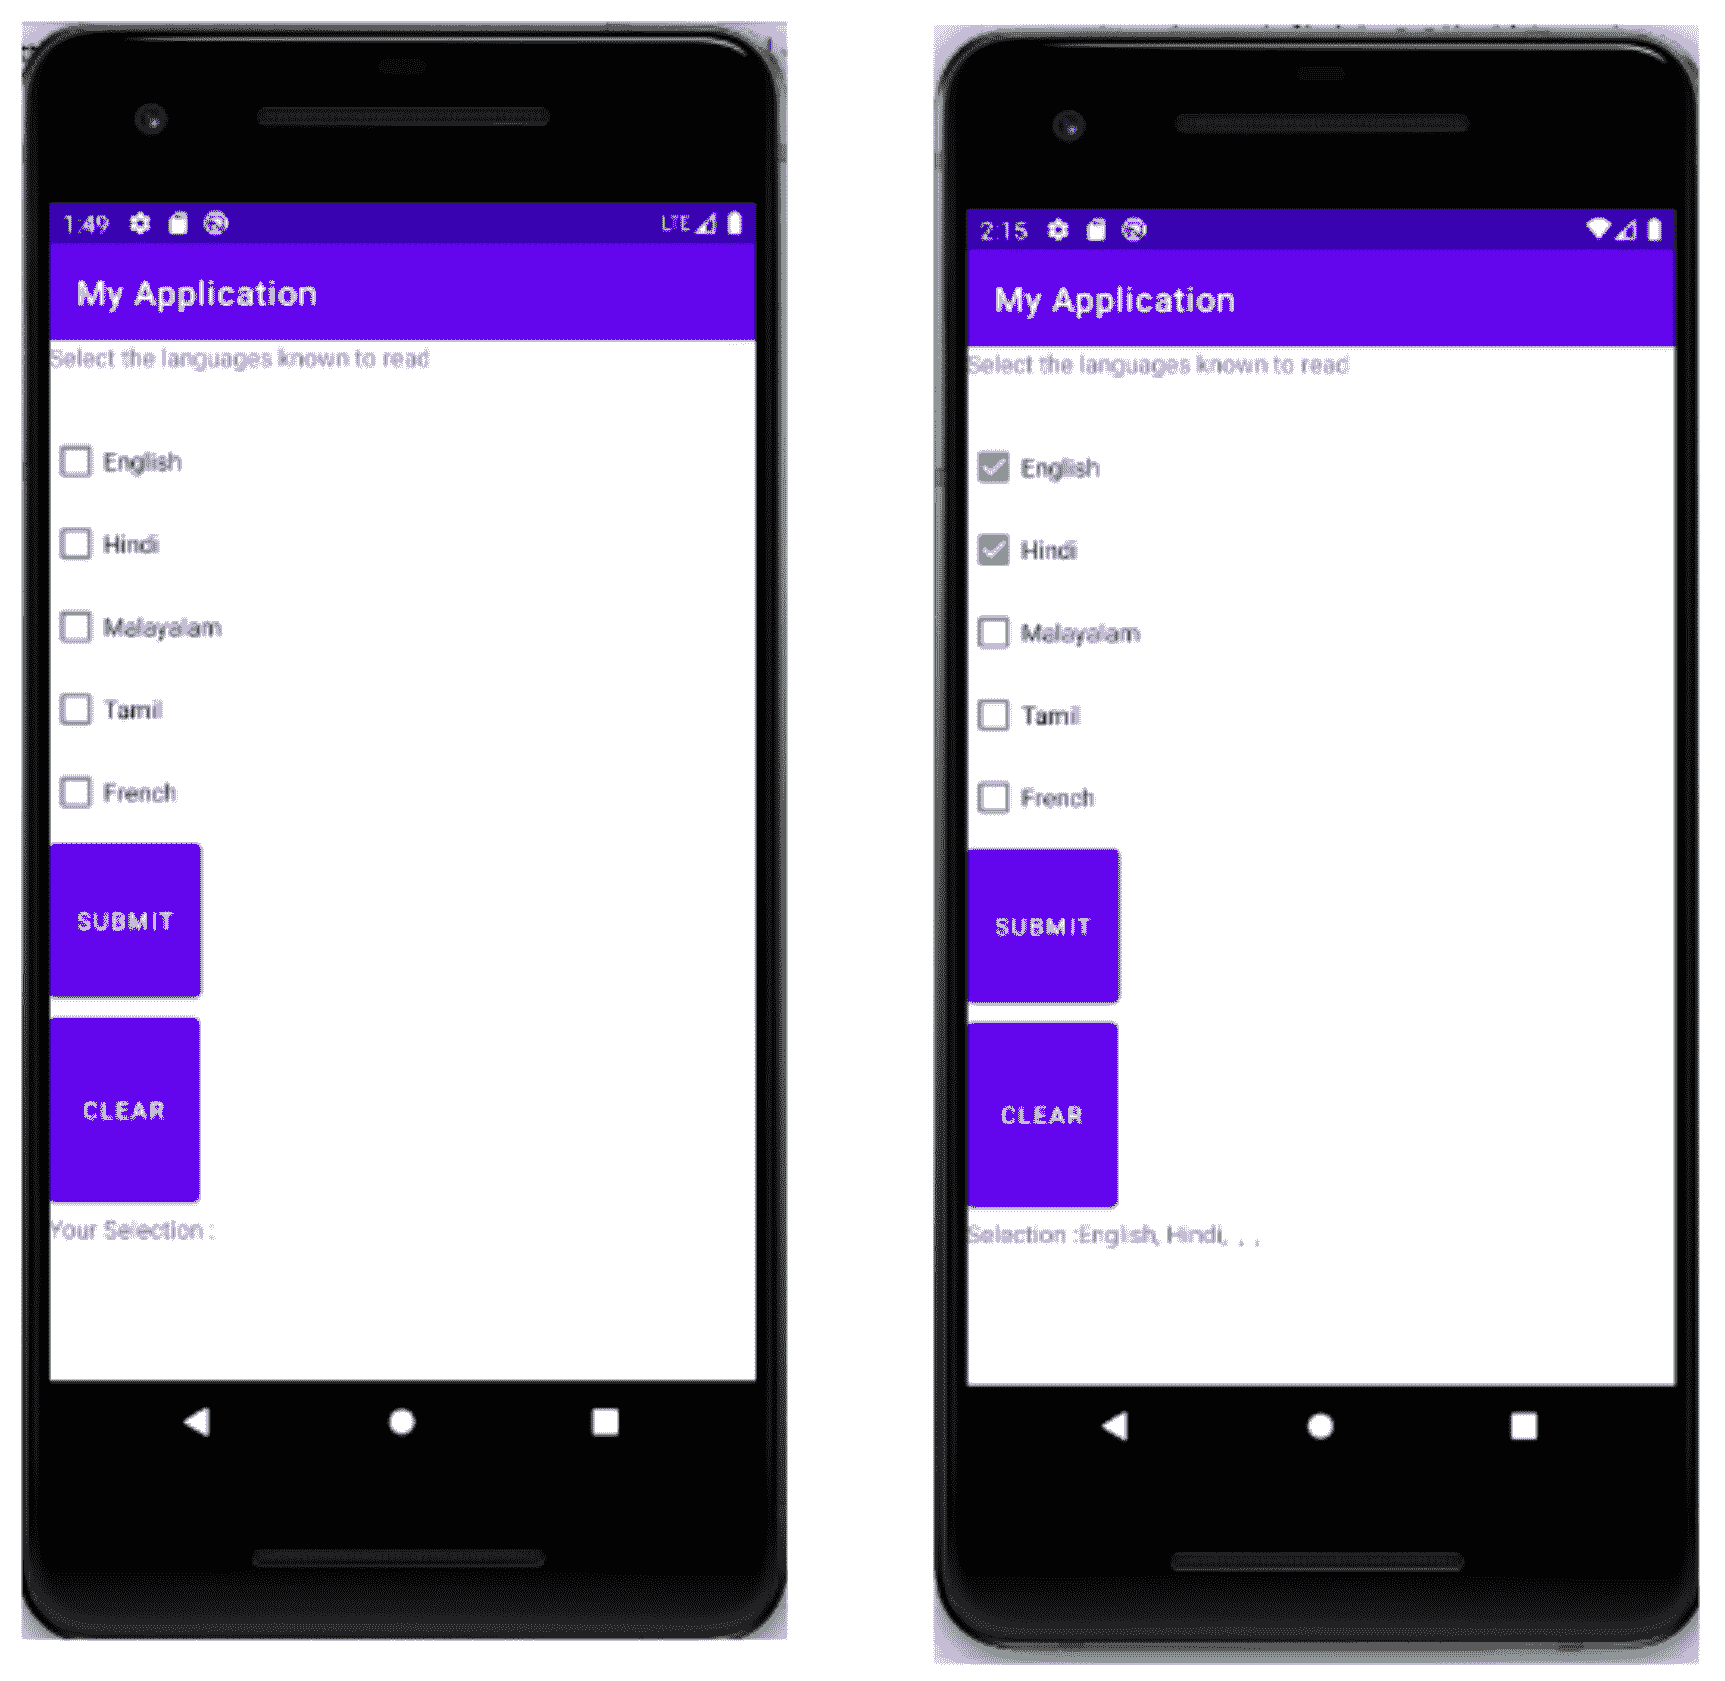 1:49 LTE
My Application
Select the languages known to read
English
Hindi
Malayalam
Tamil
French
SUBMIT
CLEAR
Your Selection :
2:15
My Application
Select the languages known to read
English
Hindi
Malayalam
Tamil
French
SUBMIT
CLEAR
Selection :English, Hindi, , ,